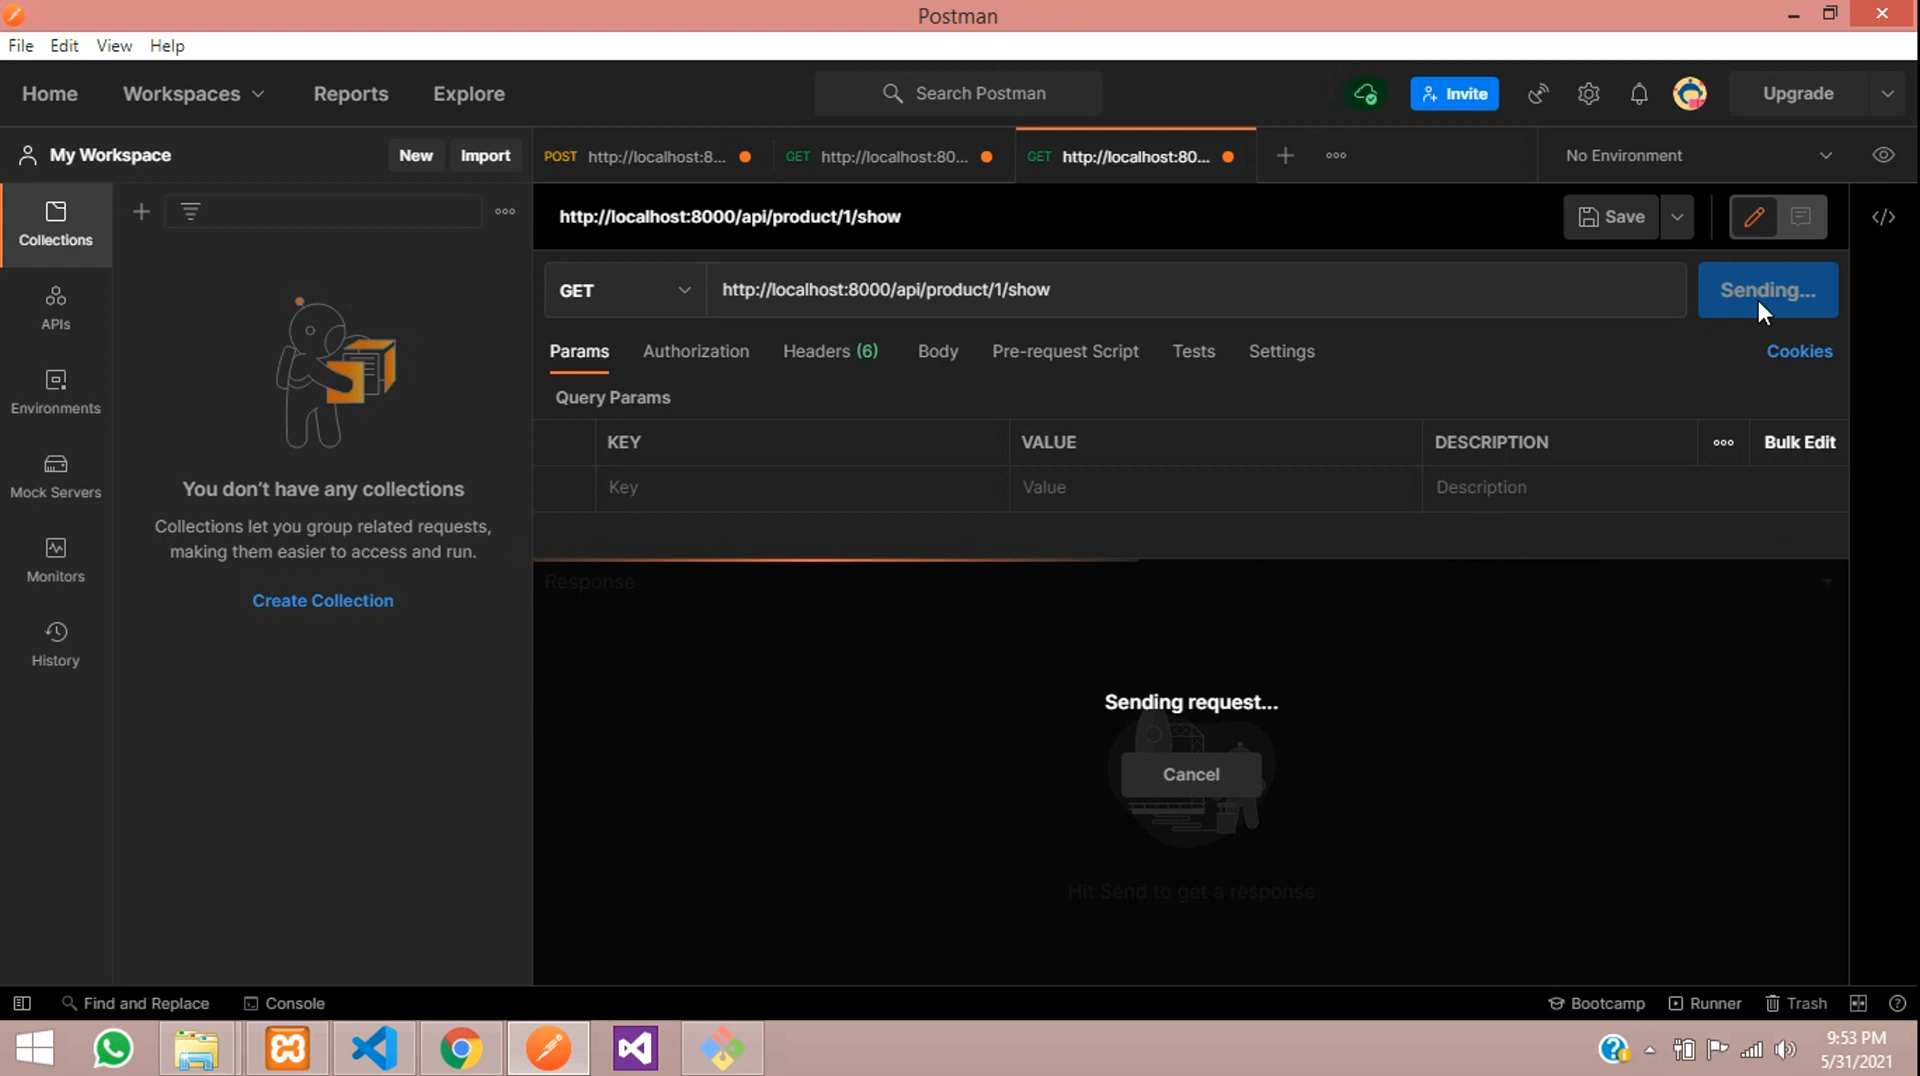 Postman
File Edit View Help
Home Workspaces Reports Explore Search Postman Invite Upgrade
My Workspace New Import POST http://localhost:8... GET http://localhost:80... GET http://localhost:80... No Environment
Collections
http://localhost:8000/api/product/1/show Save
GET http://localhost:8000/api/product/1/show Sending...
APIs
Params Authorization Headers (6) Body Pre-request Script Tests Settings Cookies
Query Params
Environments
KEY VALUE DESCRIPTION Bulk Edit
Key Value Description
Mock Servers
You don't have any collections
Collections let you group related requests,
making them easier to access and run.
Monitors
Response
Create Collection
History
Sending request...
Cancel
Hit Send to get a response
Find and Replace Console Bootcamp Runner Trash
9:53 PM
5/31/2021